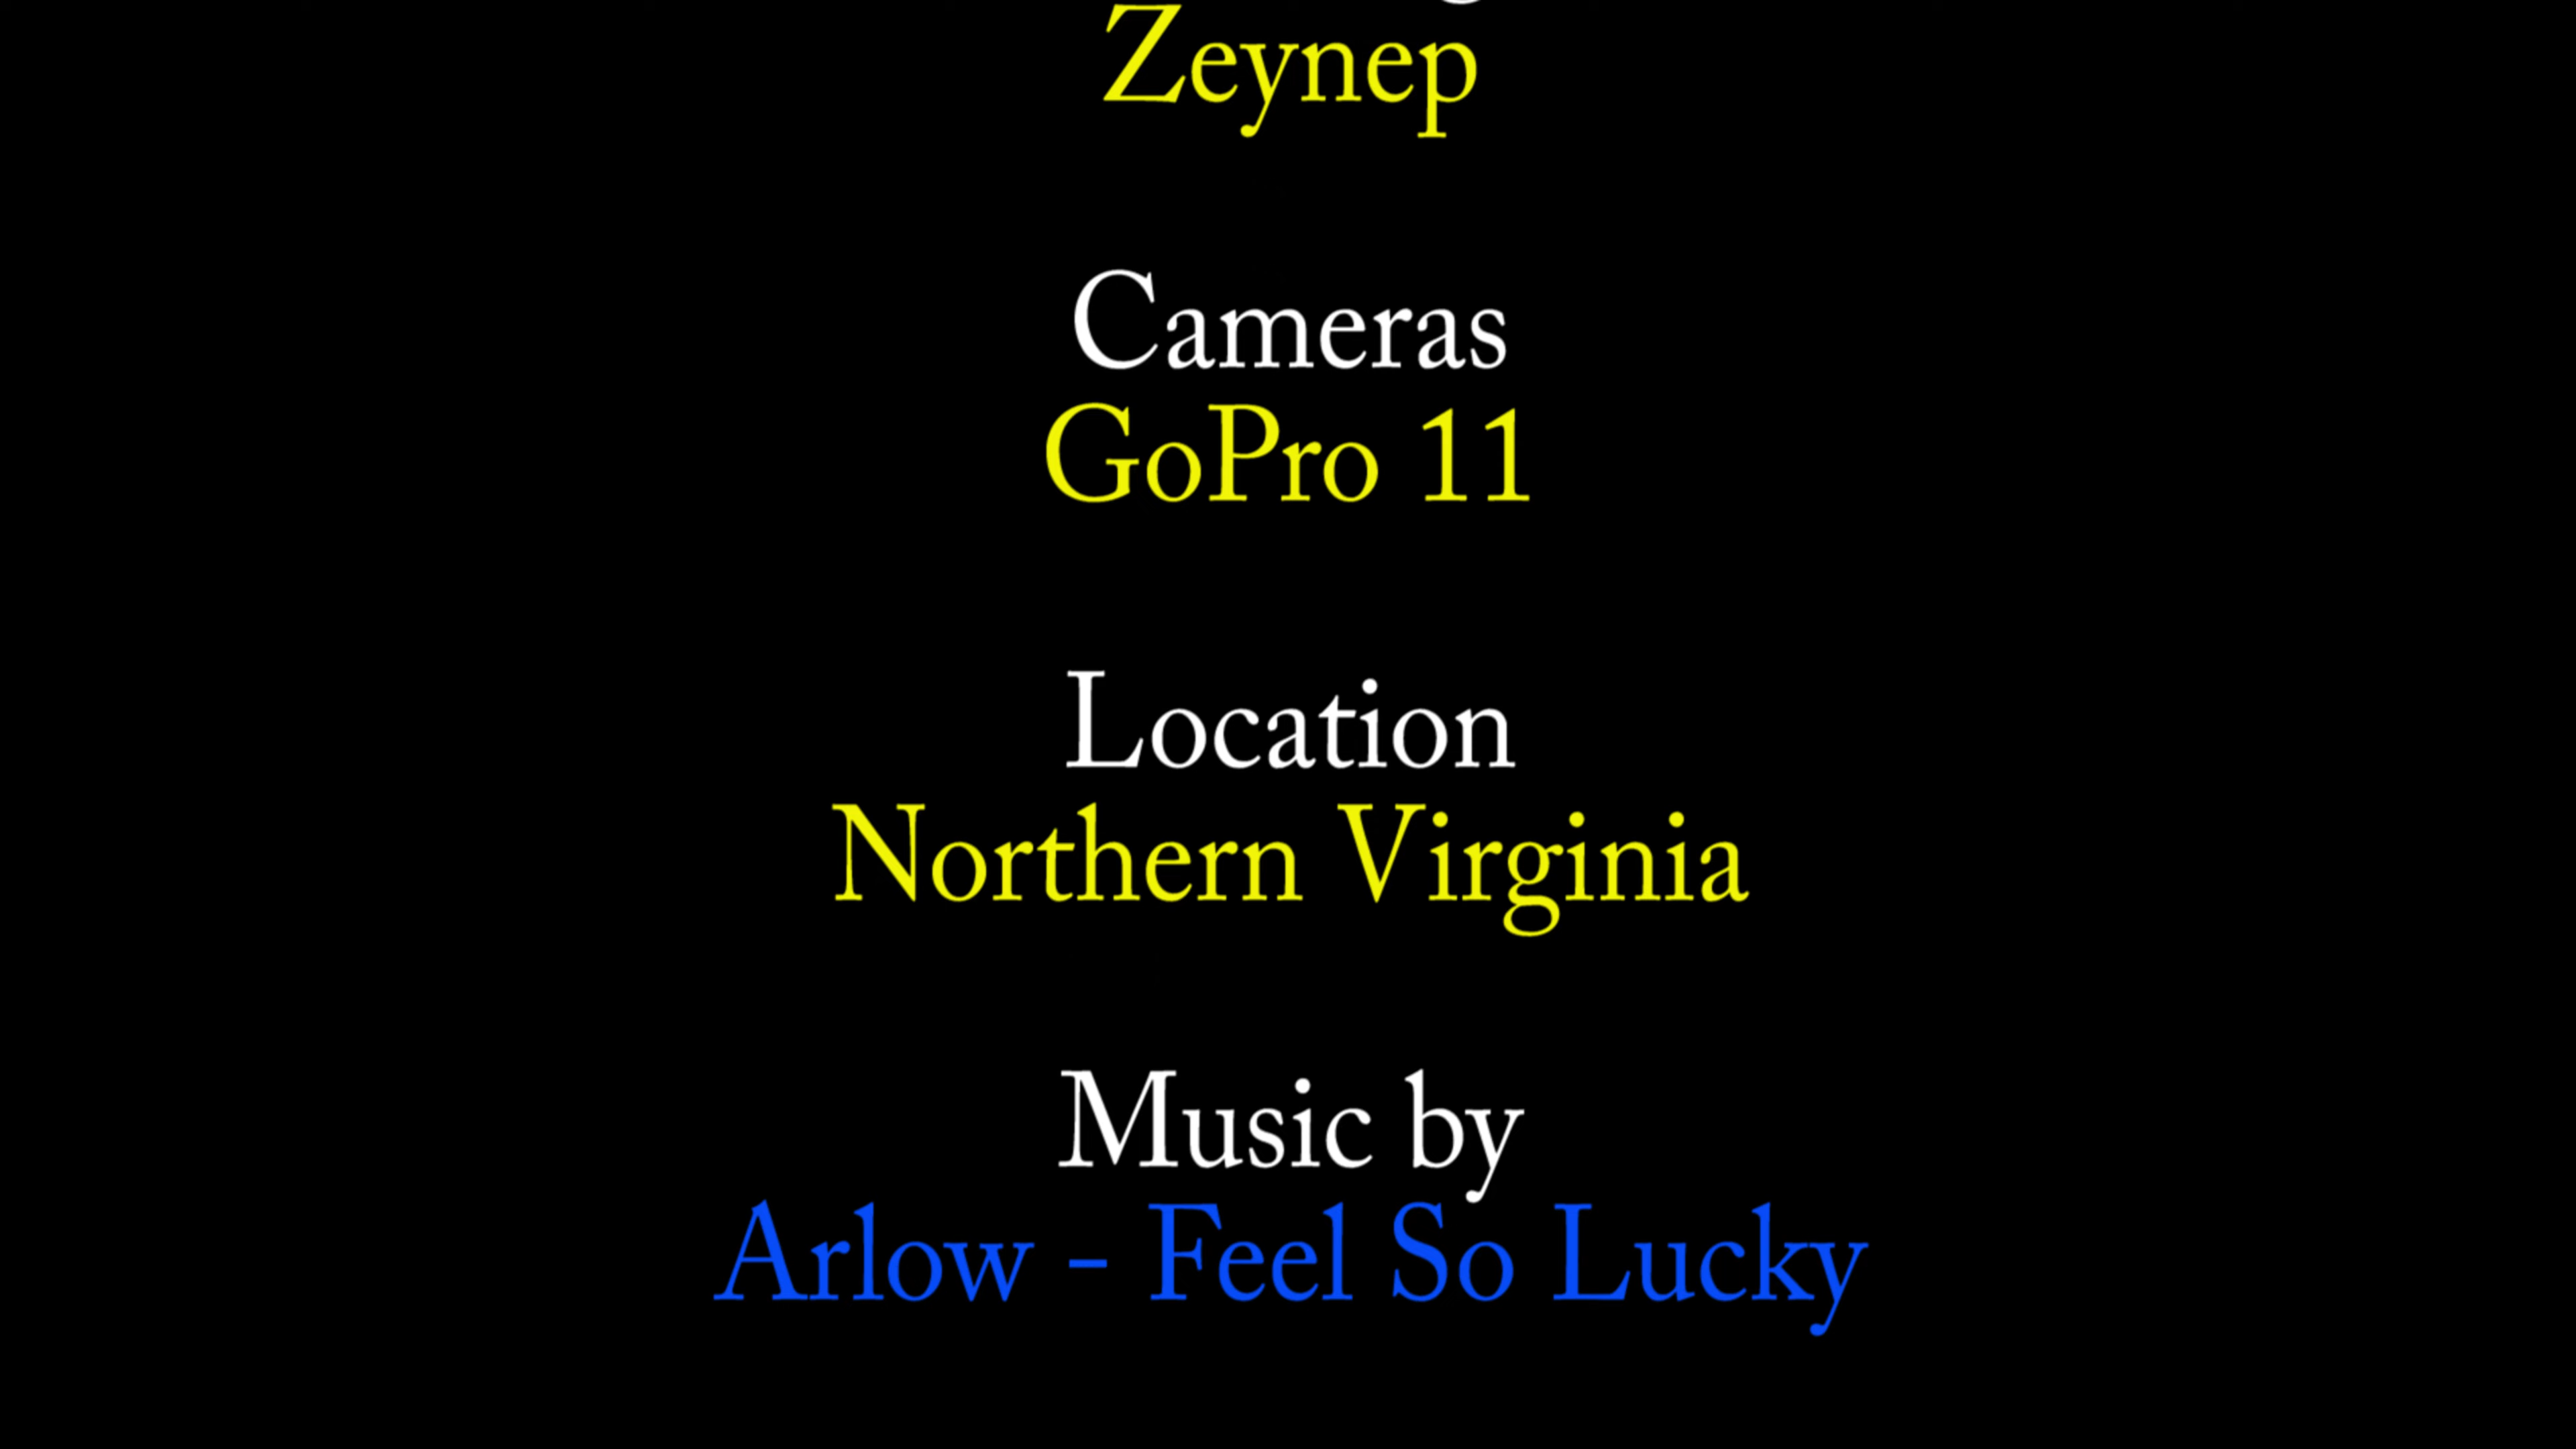 Zeynep
Cameras
GoPro 11
Location
Northern Virginia
Music by
Arlow - Feel So Lucky